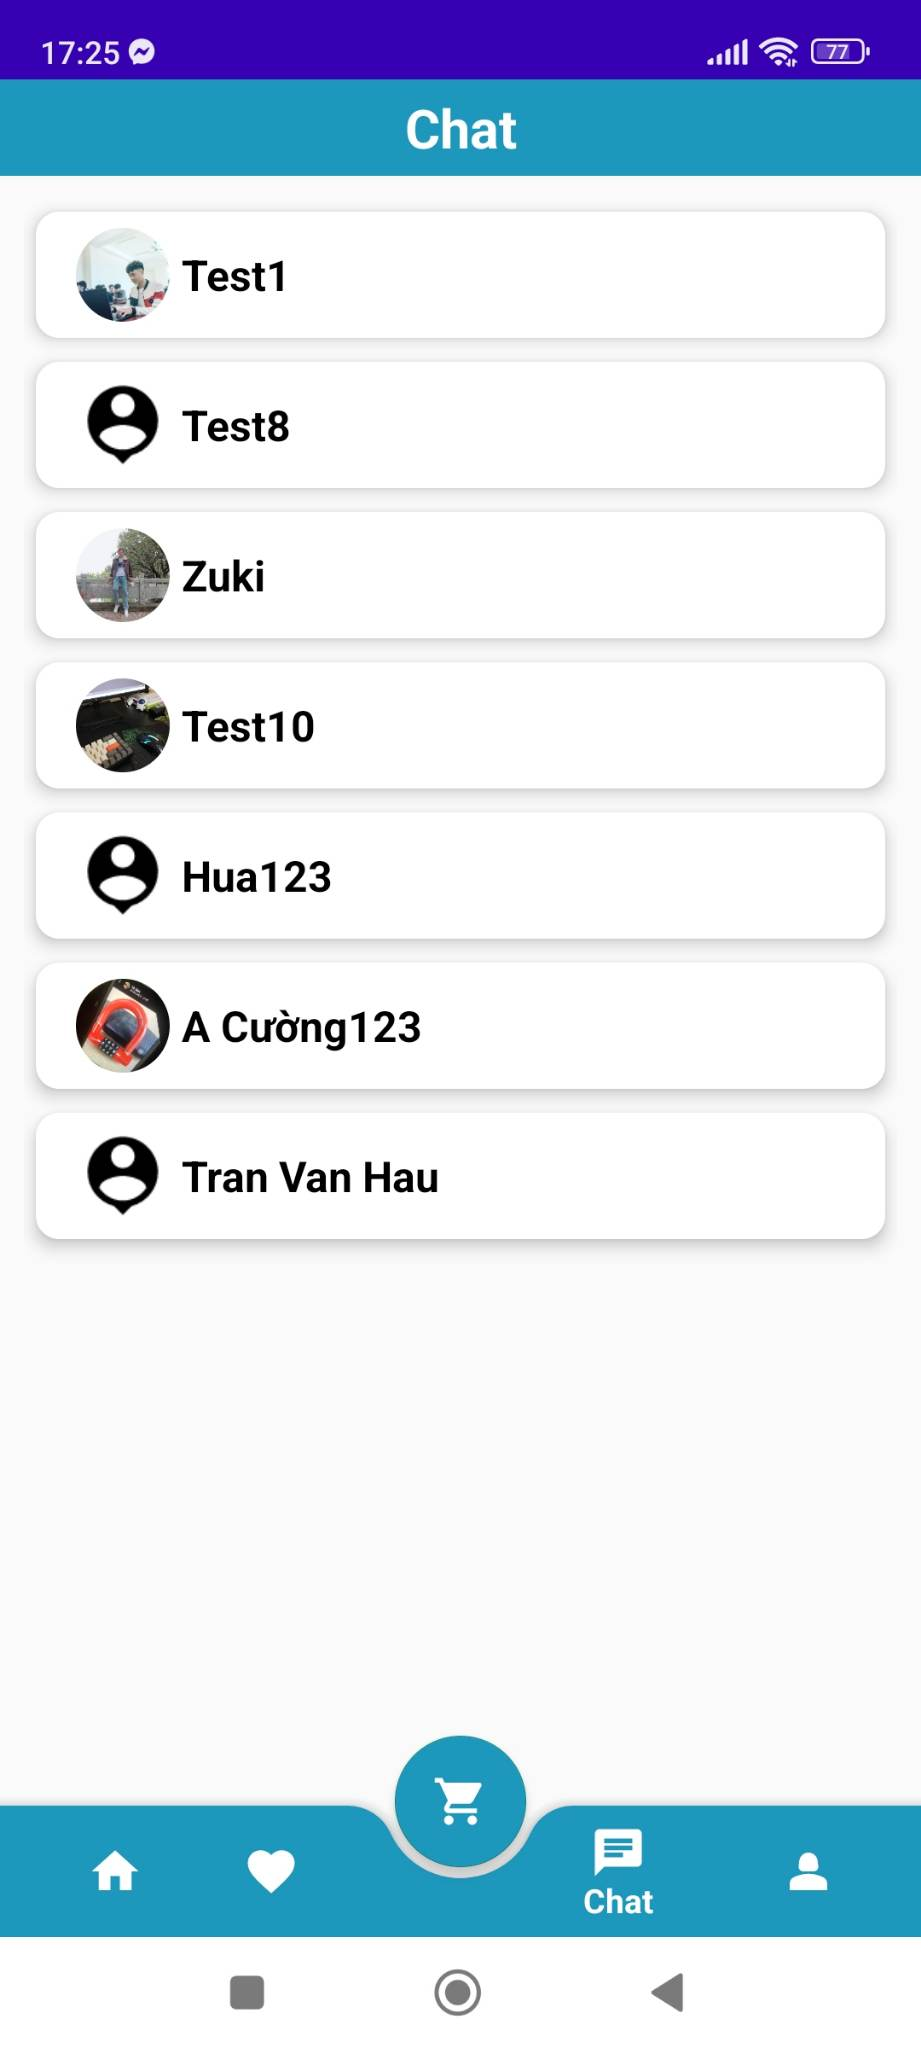 17:25
77
Chat
Test1
Test8
Zuki
Test10
Hua123
A Cường123
Tran Van Hau
Chat